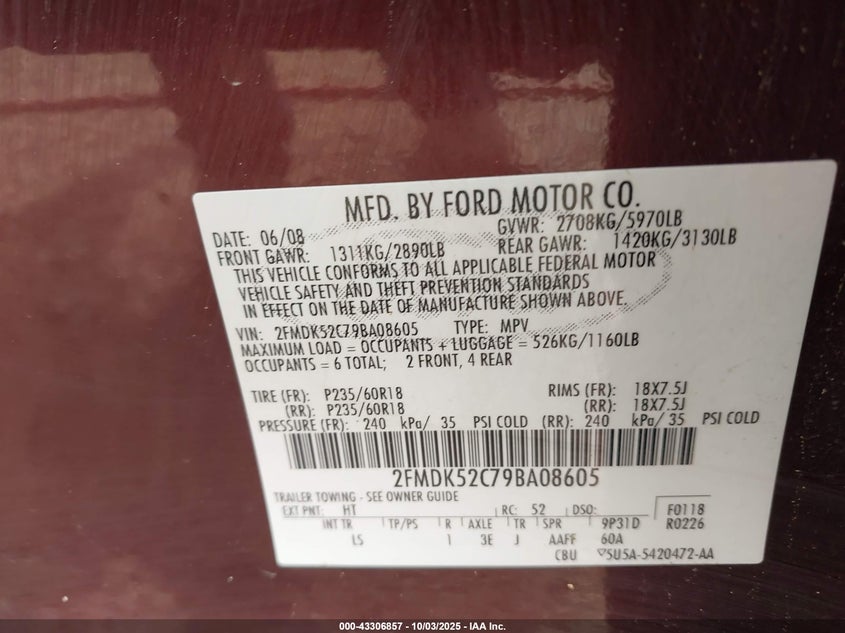 MFD. BY FORD MOTOR CO.
DATE: 06/08 GVWR: 2708KG/5970LB
FRONT GAWR: 1311KG/2890LB REAR GAWR: 1420KG/3130LB
THIS VEHICLE CONFORMS TO ALL APPLICABLE FEDERAL MOTOR
VEHICLE SAFETY AND THEFT PREVENTION STANDARDS
IN EFFECT ON THE DATE OF MANUFACTURE SHOWN ABOVE.
VIN: 2FMDK52C79BA08605 TYPE: MPV
MAXIMUM LOAD = OCCUPANTS + LUGGAGE = 526KG/1160LB
OCCUPANTS = 6 TOTAL; 2 FRONT, 4 REAR
TIRE (FR): P235/60R18 RIMS (FR): 18X7.5J
(RR): P235/60R18 (RR): 18X7.5J
PRESSURE (FR): 240 kPa/ 35 PSI COLD (RR): 240 kPa/ 35 PSI COLD
2FMDK52C79BA08605
TRAILER TOWING - SEE OWNER GUIDE
EXT PNT: HT RC: 52 DSO: F0118
INT TR TP/PS R AXLE TR SPR 9P31D R0226
LS I 3E J AAFF 60A
CBU 5U5A-5420472-AA
000-43306857 - 10/03/2025 - IAA Inc.